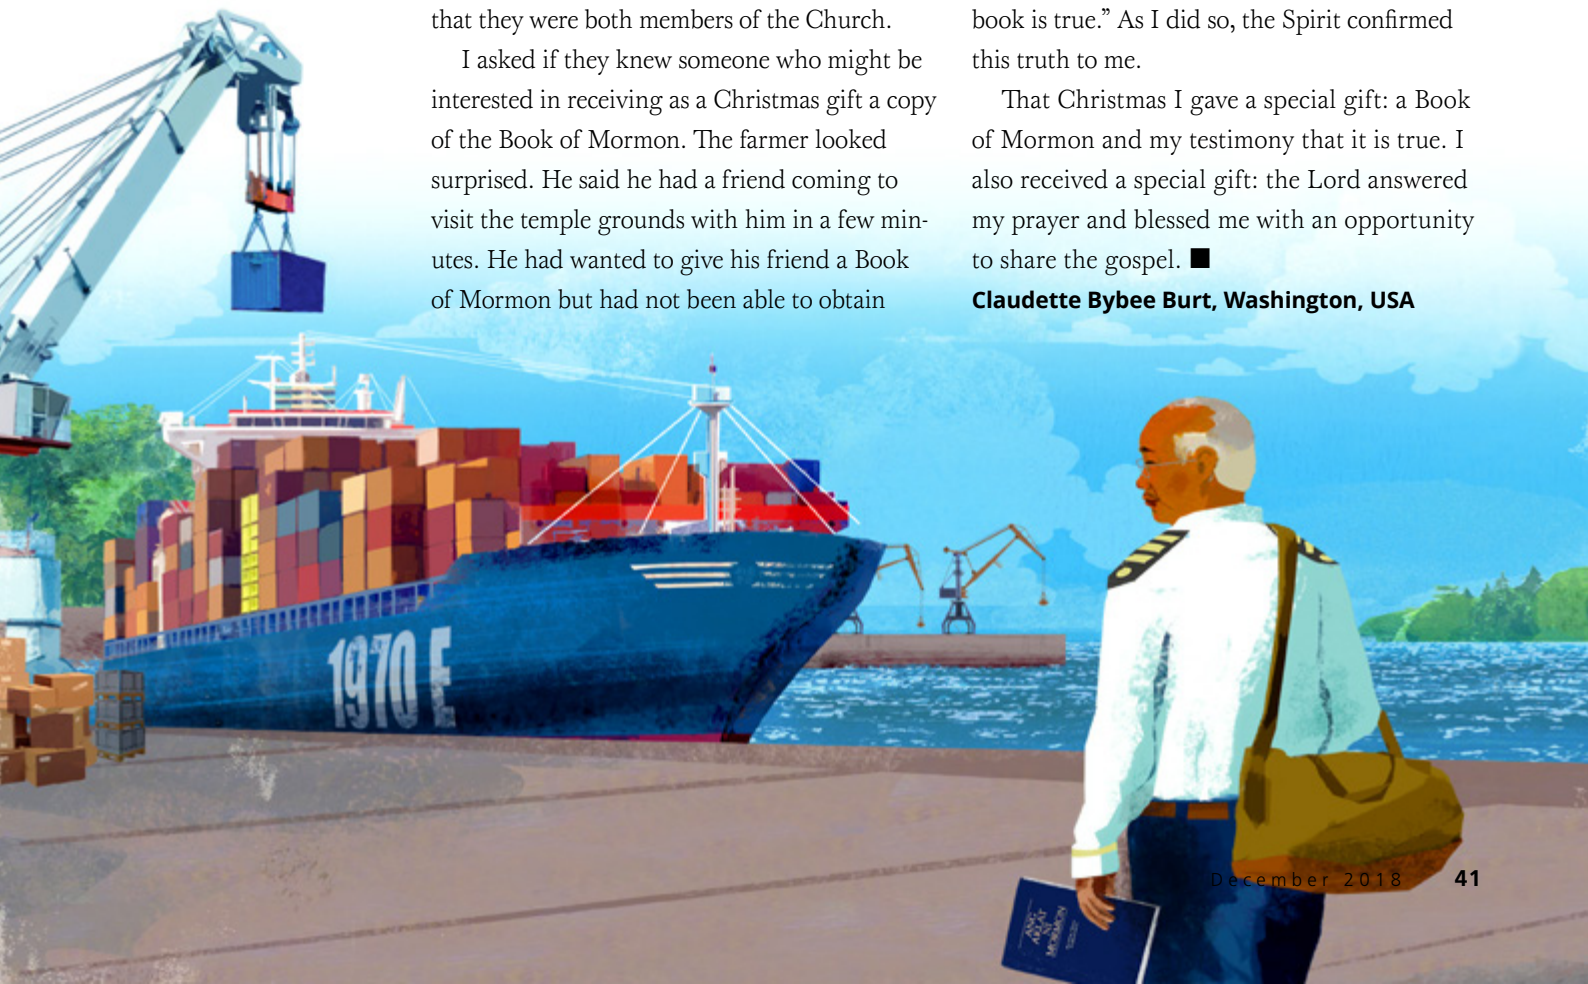 that they were both members of the Church.
I asked if they knew someone who might be
interested in receiving as a Christmas gift a copy
of the Book of Mormon. The farmer looked
surprised. He said he had a friend coming to
visit the temple grounds with him in a few min-
utes. He had wanted to give his friend a Book
of Mormon but had not been able to obtain
book is true.” As I did so, the Spirit confirmed
this truth to me.
That Christmas I gave a special gift: a Book
of Mormon and my testimony that it is true. I
also received a special gift: the Lord answered
my prayer and blessed me with an opportunity
to share the gospel. ■
Claudette Bybee Burt, Washington, USA
1970 E
ANG
AKLAT
NI
MORMON
December 2018 41